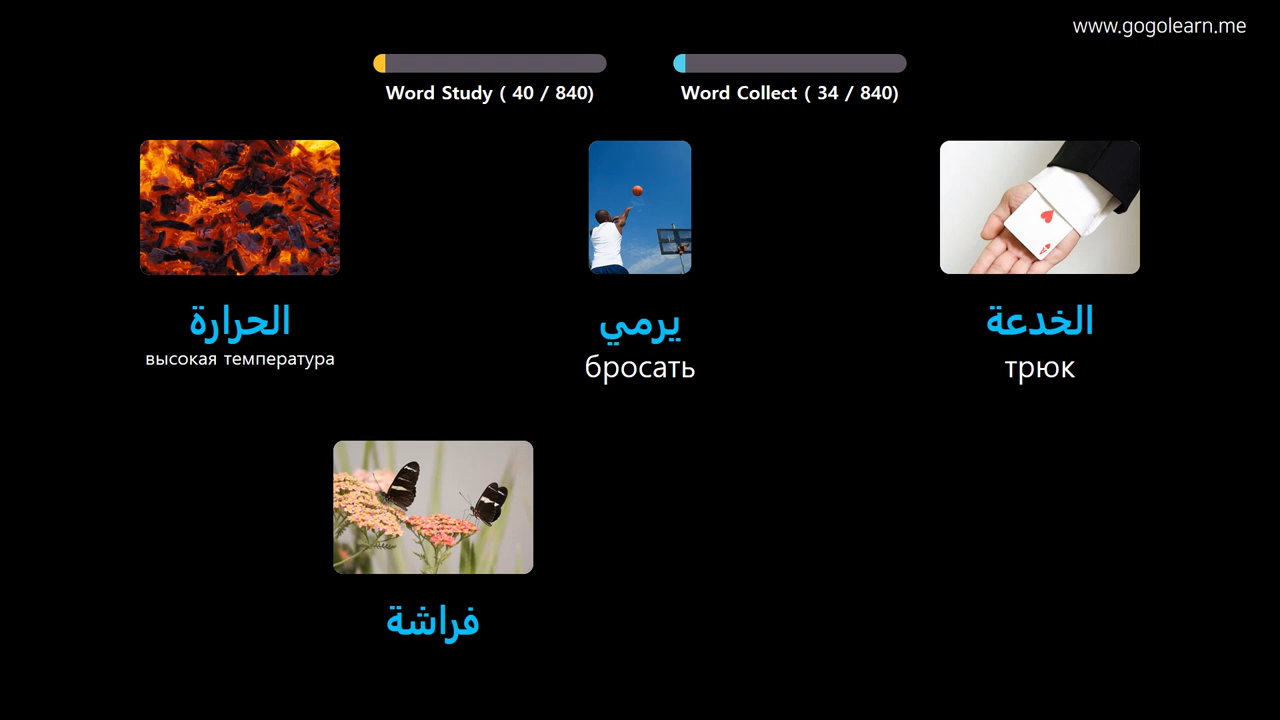 www.gogolearn.me
Word Study ( 40 / 840)
Word Collect ( 34 / 840)
الحرارة
высокая температура
يرمي
бросать
الخدعة
трюк
فراشة